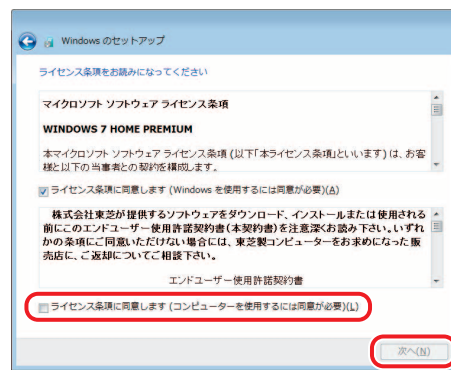 Windows のセットアップ
ライセンス条項をお読みになってください
マイクロソフト ソフトウェア ライセンス条項
WINDOWS 7 HOME PREMIUM
本マイクロソフト ソフトウェア ライセンス条項 (以下「本ライセンス条項」といいます) は、お客
様と以下の当事者との契約を構成します。
ライセンス条項に同意します (Windows を使用するには同意が必要)(A)
株式会社東芝が提供するソフトウェアをダウンロード、インストールまたは使用される
前にこのエンドユーザー使用許諾契約書(本契約書)を注意深くお読み下さい。いずれ
かの条項にご同意いただけない場合には、東芝製コンピューターをお求めになった販
売店に、ご返却についてご相談下さい。
エンドユーザー使用許諾契約書
ライセンス条項に同意します (コンピューターを使用するには同意が必要)(L)
次へ(N)